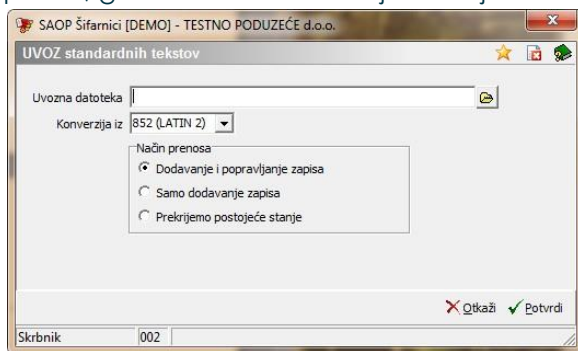 SAOP Šifarnici [DEMO] - TESTNO PODUZEĆE d.o.o.
UVOZ standardnih tekstov
Uvozna datoteka
Konverzija iz 852 (LATIN 2)
Način prenosa
Dodavanje i popravljanje zapisa
Samo dodavanje zapisa
Prekrijemo postojeće stanje
Otkaži Potvrdi
Skrbnik 002